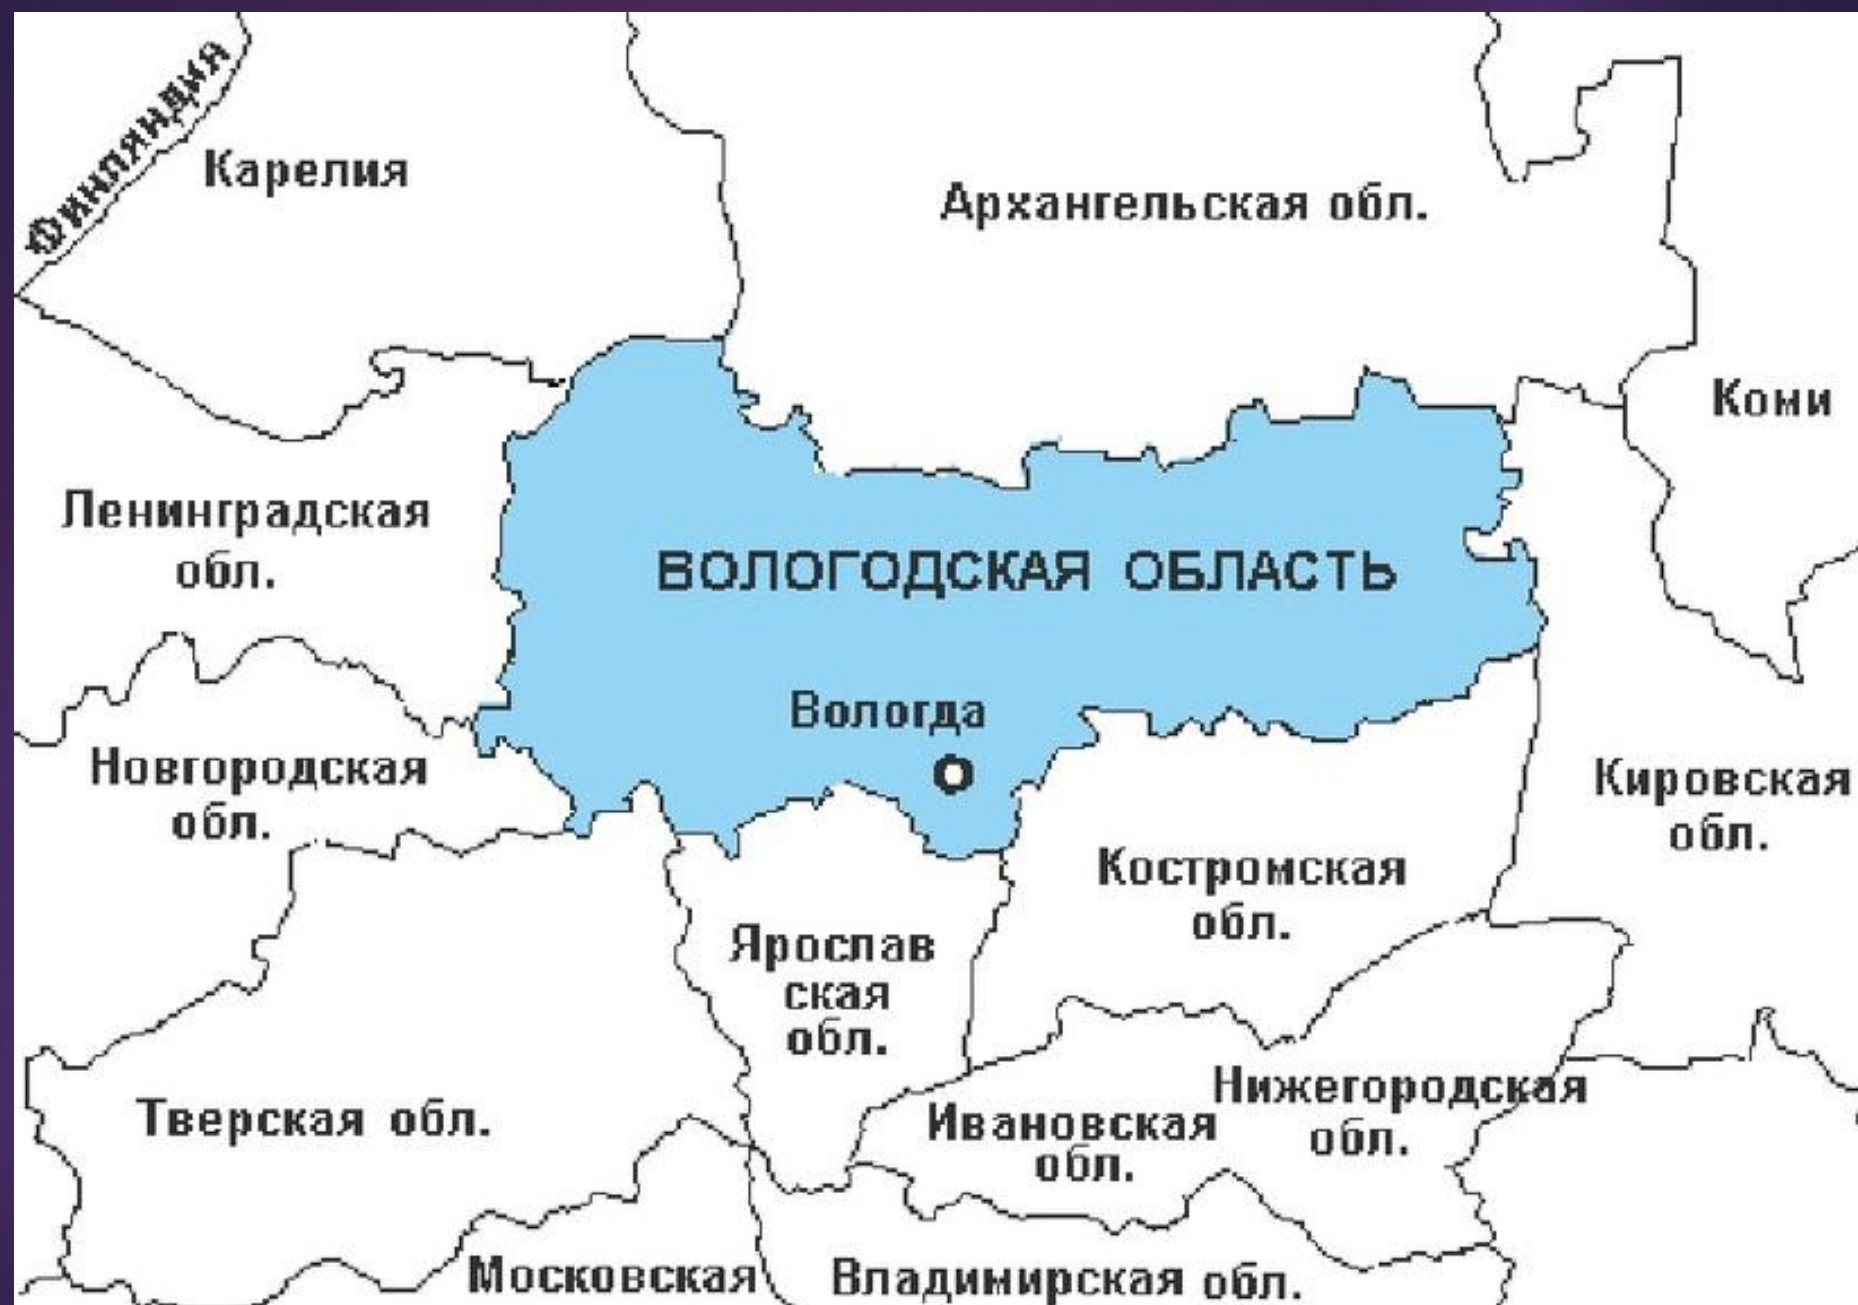 Финляндия
Карелия
Архангельская обл.
Коми
Ленинградская
обл.
ВОЛОГОДСКАЯ ОБЛАСТЬ
Вологда
Новгородская
обл.
Кировская
обл.
Костромская
обл.
Ярослав
ская
обл.
Тверская обл.
Ивановская
обл.
Нижегородская
обл.
Московская
Владимирская обл.